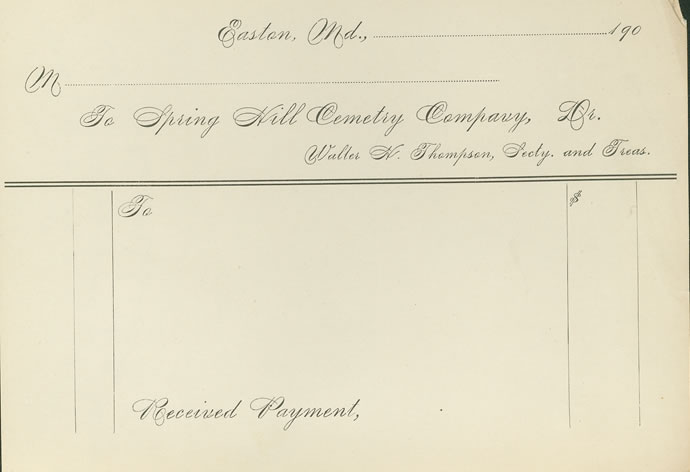 Easton, Md., 190
M
To Spring Hill Cemetry Company, Dr.
Walter H. Thompson, Secty. and Treas.
To $
Received Payment,